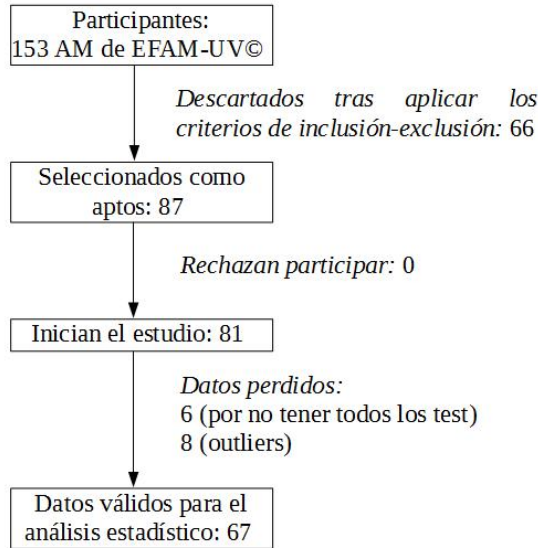 Participantes:
153 AM de EFAM-UV©
Descartados tras aplicar los
criterios de inclusión-exclusión: 66
Seleccionados como
aptos: 87
Rechazan participar: 0
Inician el estudio: 81
Datos perdidos:
6 (por no tener todos los test)
8 (outliers)
Datos válidos para el
análisis estadístico: 67